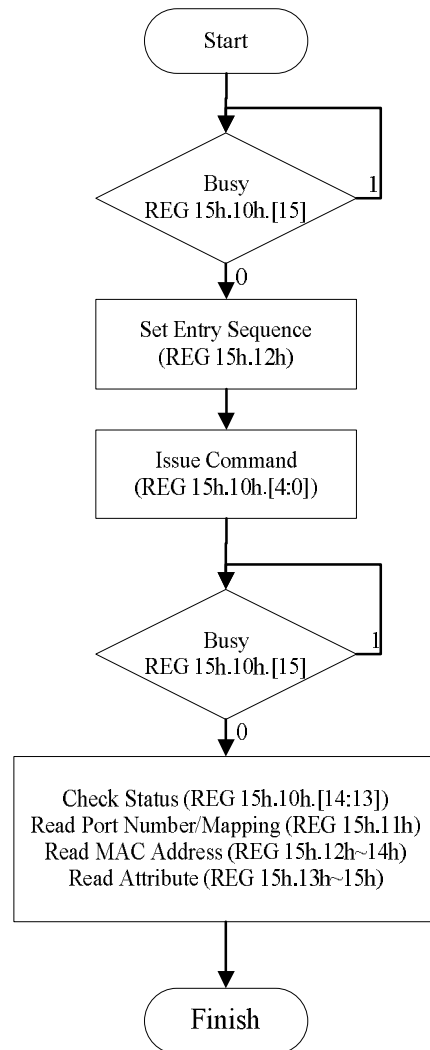 Start
Busy
REG 15h.10h.[15]
1
0
Set Entry Sequence
(REG 15h.12h)
Issue Command
(REG 15h.10h.[4:0])
Busy
REG 15h.10h.[15]
1
0
Check Status (REG 15h.10h.[14:13])
Read Port Number/Mapping (REG 15h.11h)
Read MAC Address (REG 15h.12h~14h)
Read Attribute (REG 15h.13h~15h)
Finish